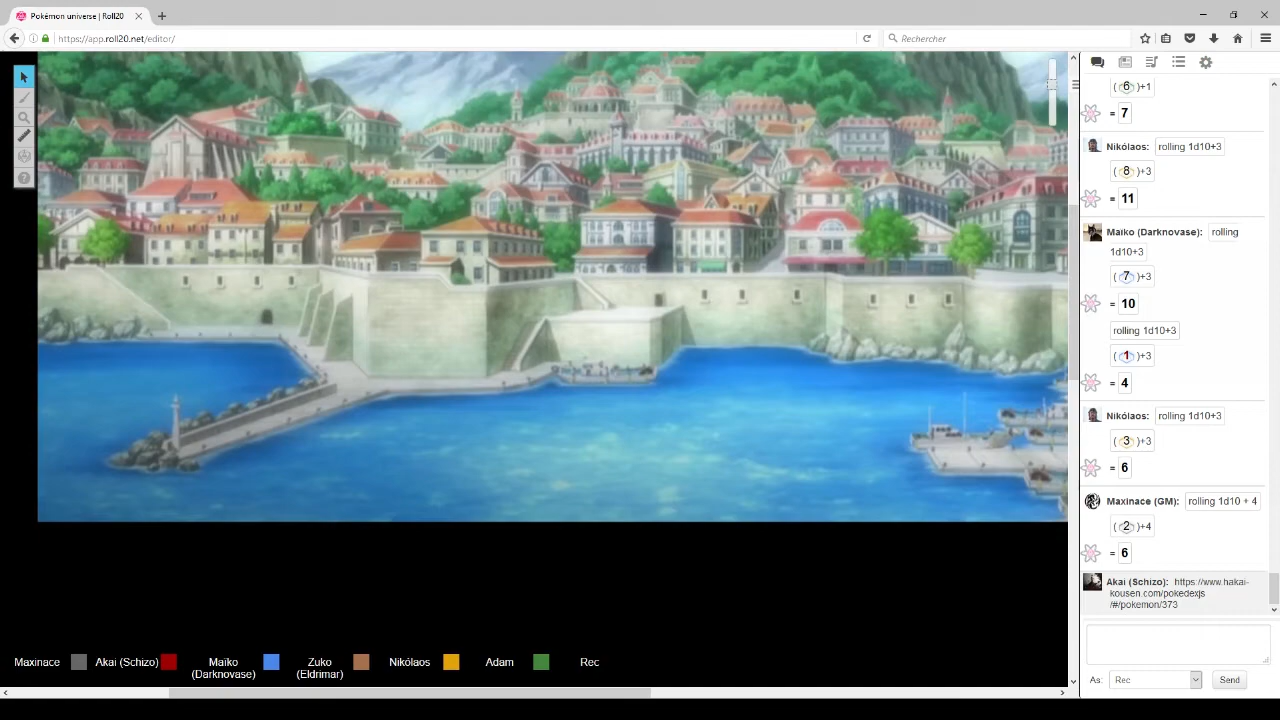 Pokémon universe | Roll20
https://app.roll20.net/editor/
Rechercher
( 6 )+1
= 7
Nikólaos: rolling 1d10+3
( 8 )+3
= 11
Maïko (Darknovase): rolling
1d10+3
( 7 )+3
= 10
rolling 1d10+3
( 1 )+3
= 4
Nikólaos: rolling 1d10+3
( 3 )+3
= 6
Maxinace (GM): rolling 1d10 + 4
( 2 )+4
= 6
Akai (Schizo): https://www.hakai-
kousen.com/pokedexjs
/#/pokemon/373
As: Rec Send
Maxinace Akai (Schizo) Maïko Zuko Nikólaos Adam Rec
(Darknovase) (Eldrimar)